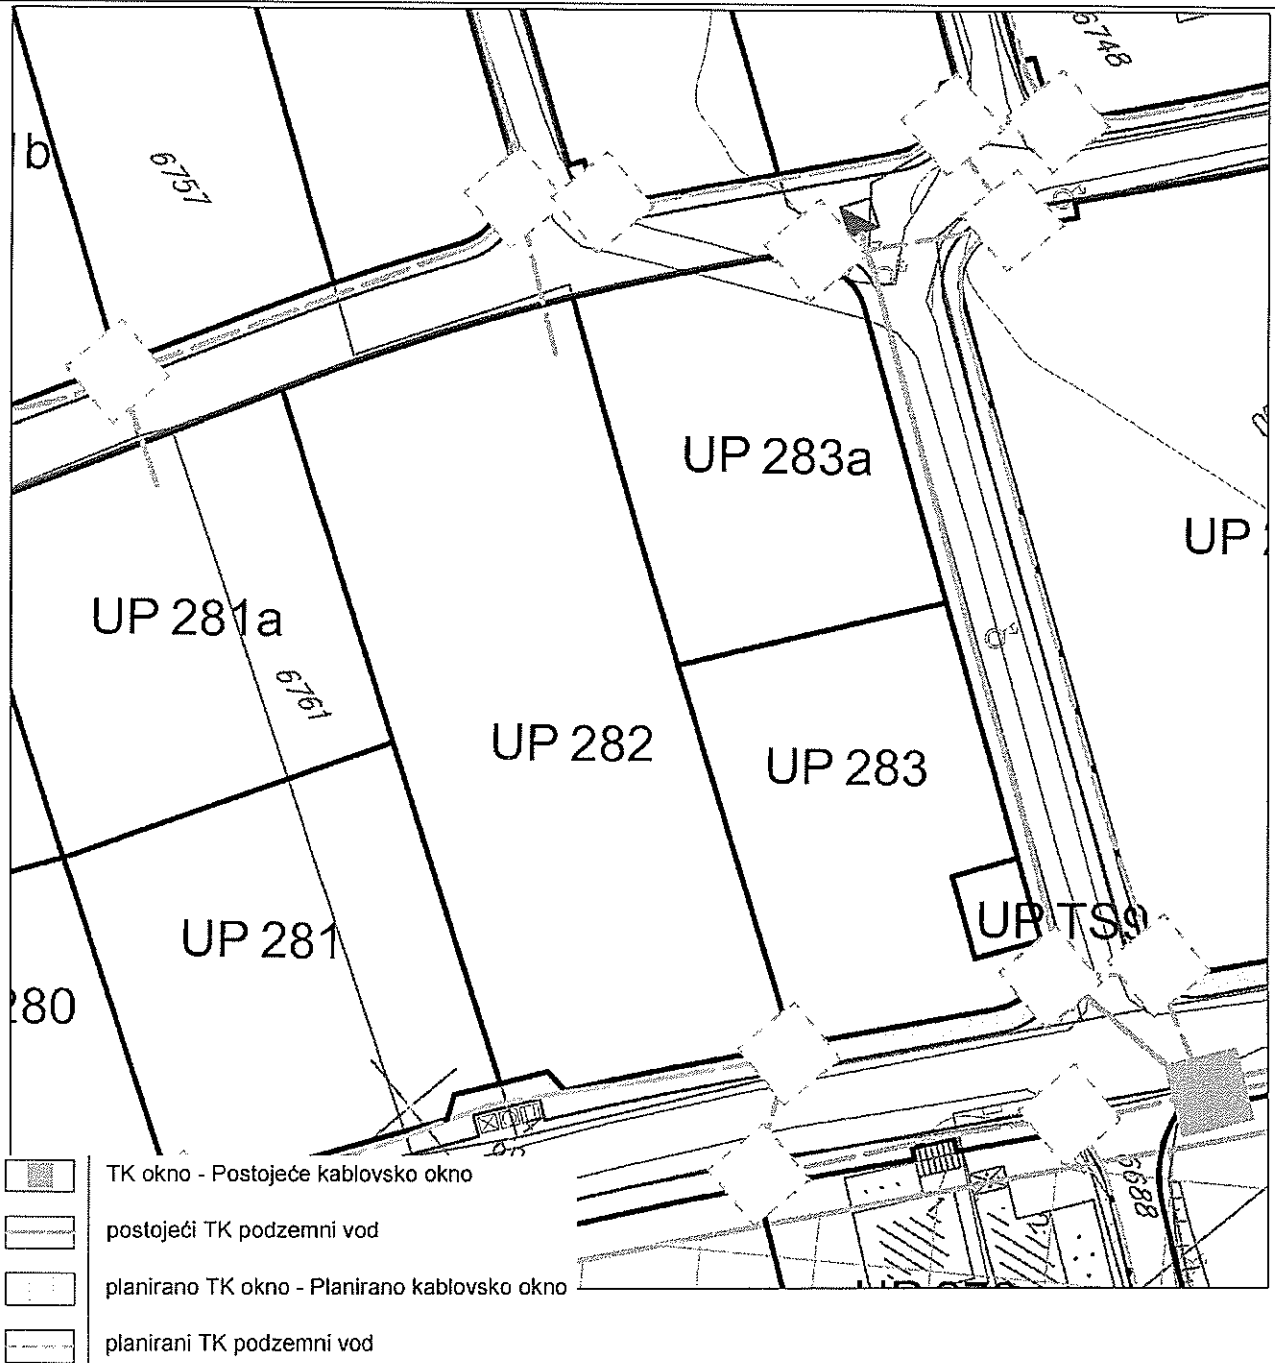 6748
b
6757
UP 283a
UP 2
UP 281a
6761
UP 282
UP 283
UP TS9
UP 281
280
6688
TK okno - Postojeće kablovsko okno
postojeći TK podzemni vod
planirano TK okno - Planirano kablovsko okno
planirani TK podzemni vod